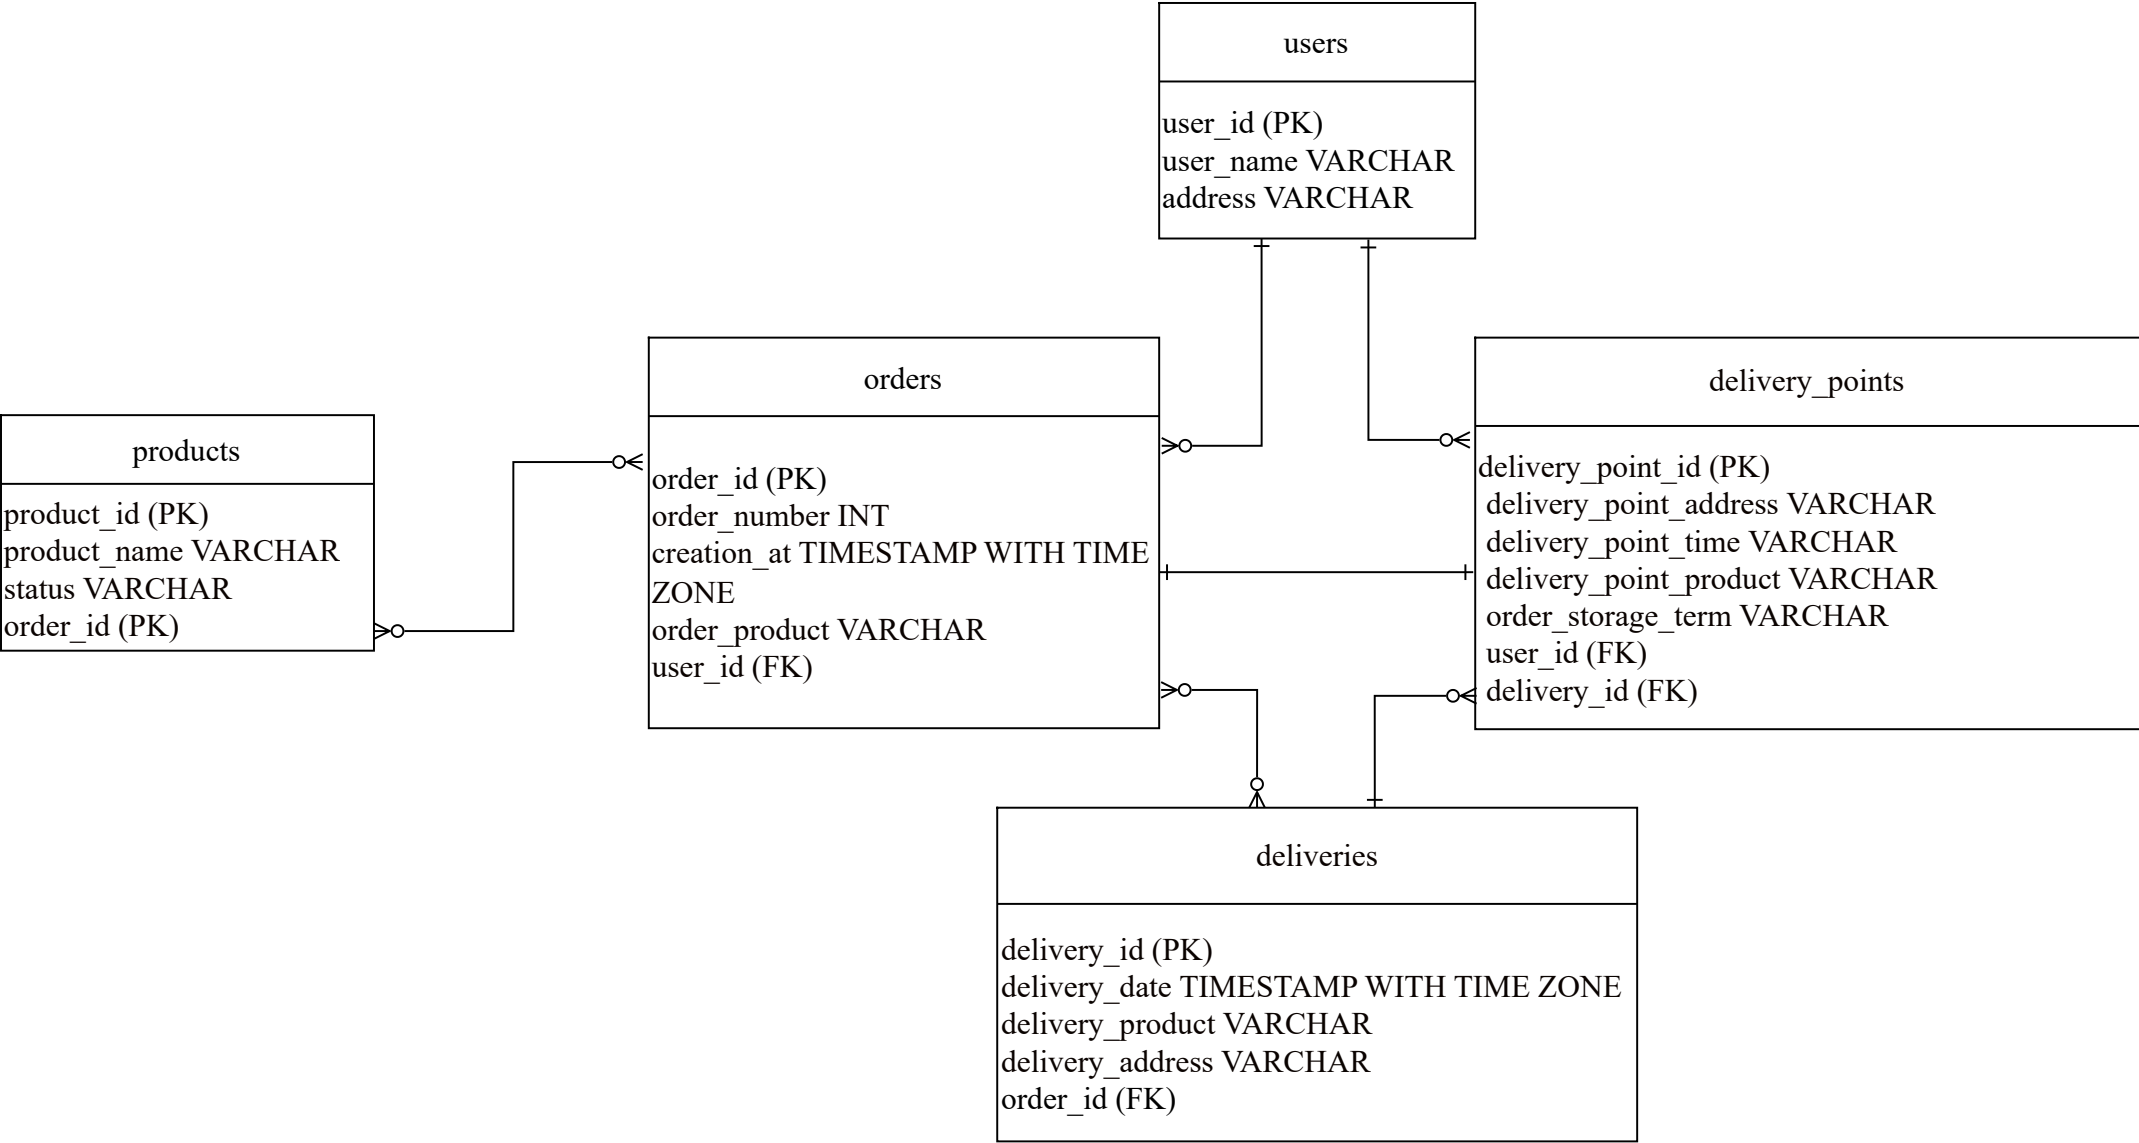 users
user_id (PK)
user_name VARCHAR
address VARCHAR
orders
order_id (PK)
order_number INT
creation_at TIMESTAMP WITH TIME
ZONE
order_product VARCHAR
user_id (FK)
delivery_points
delivery_point_id (PK)
delivery_point_address VARCHAR
delivery_point_time VARCHAR
delivery_point_product VARCHAR
order_storage_term VARCHAR
user_id (FK)
delivery_id (FK)
products
product_id (PK)
product_name VARCHAR
status VARCHAR
order_id (PK)
deliveries
delivery_id (PK)
delivery_date TIMESTAMP WITH TIME ZONE
delivery_product VARCHAR
delivery_address VARCHAR
order_id (FK)